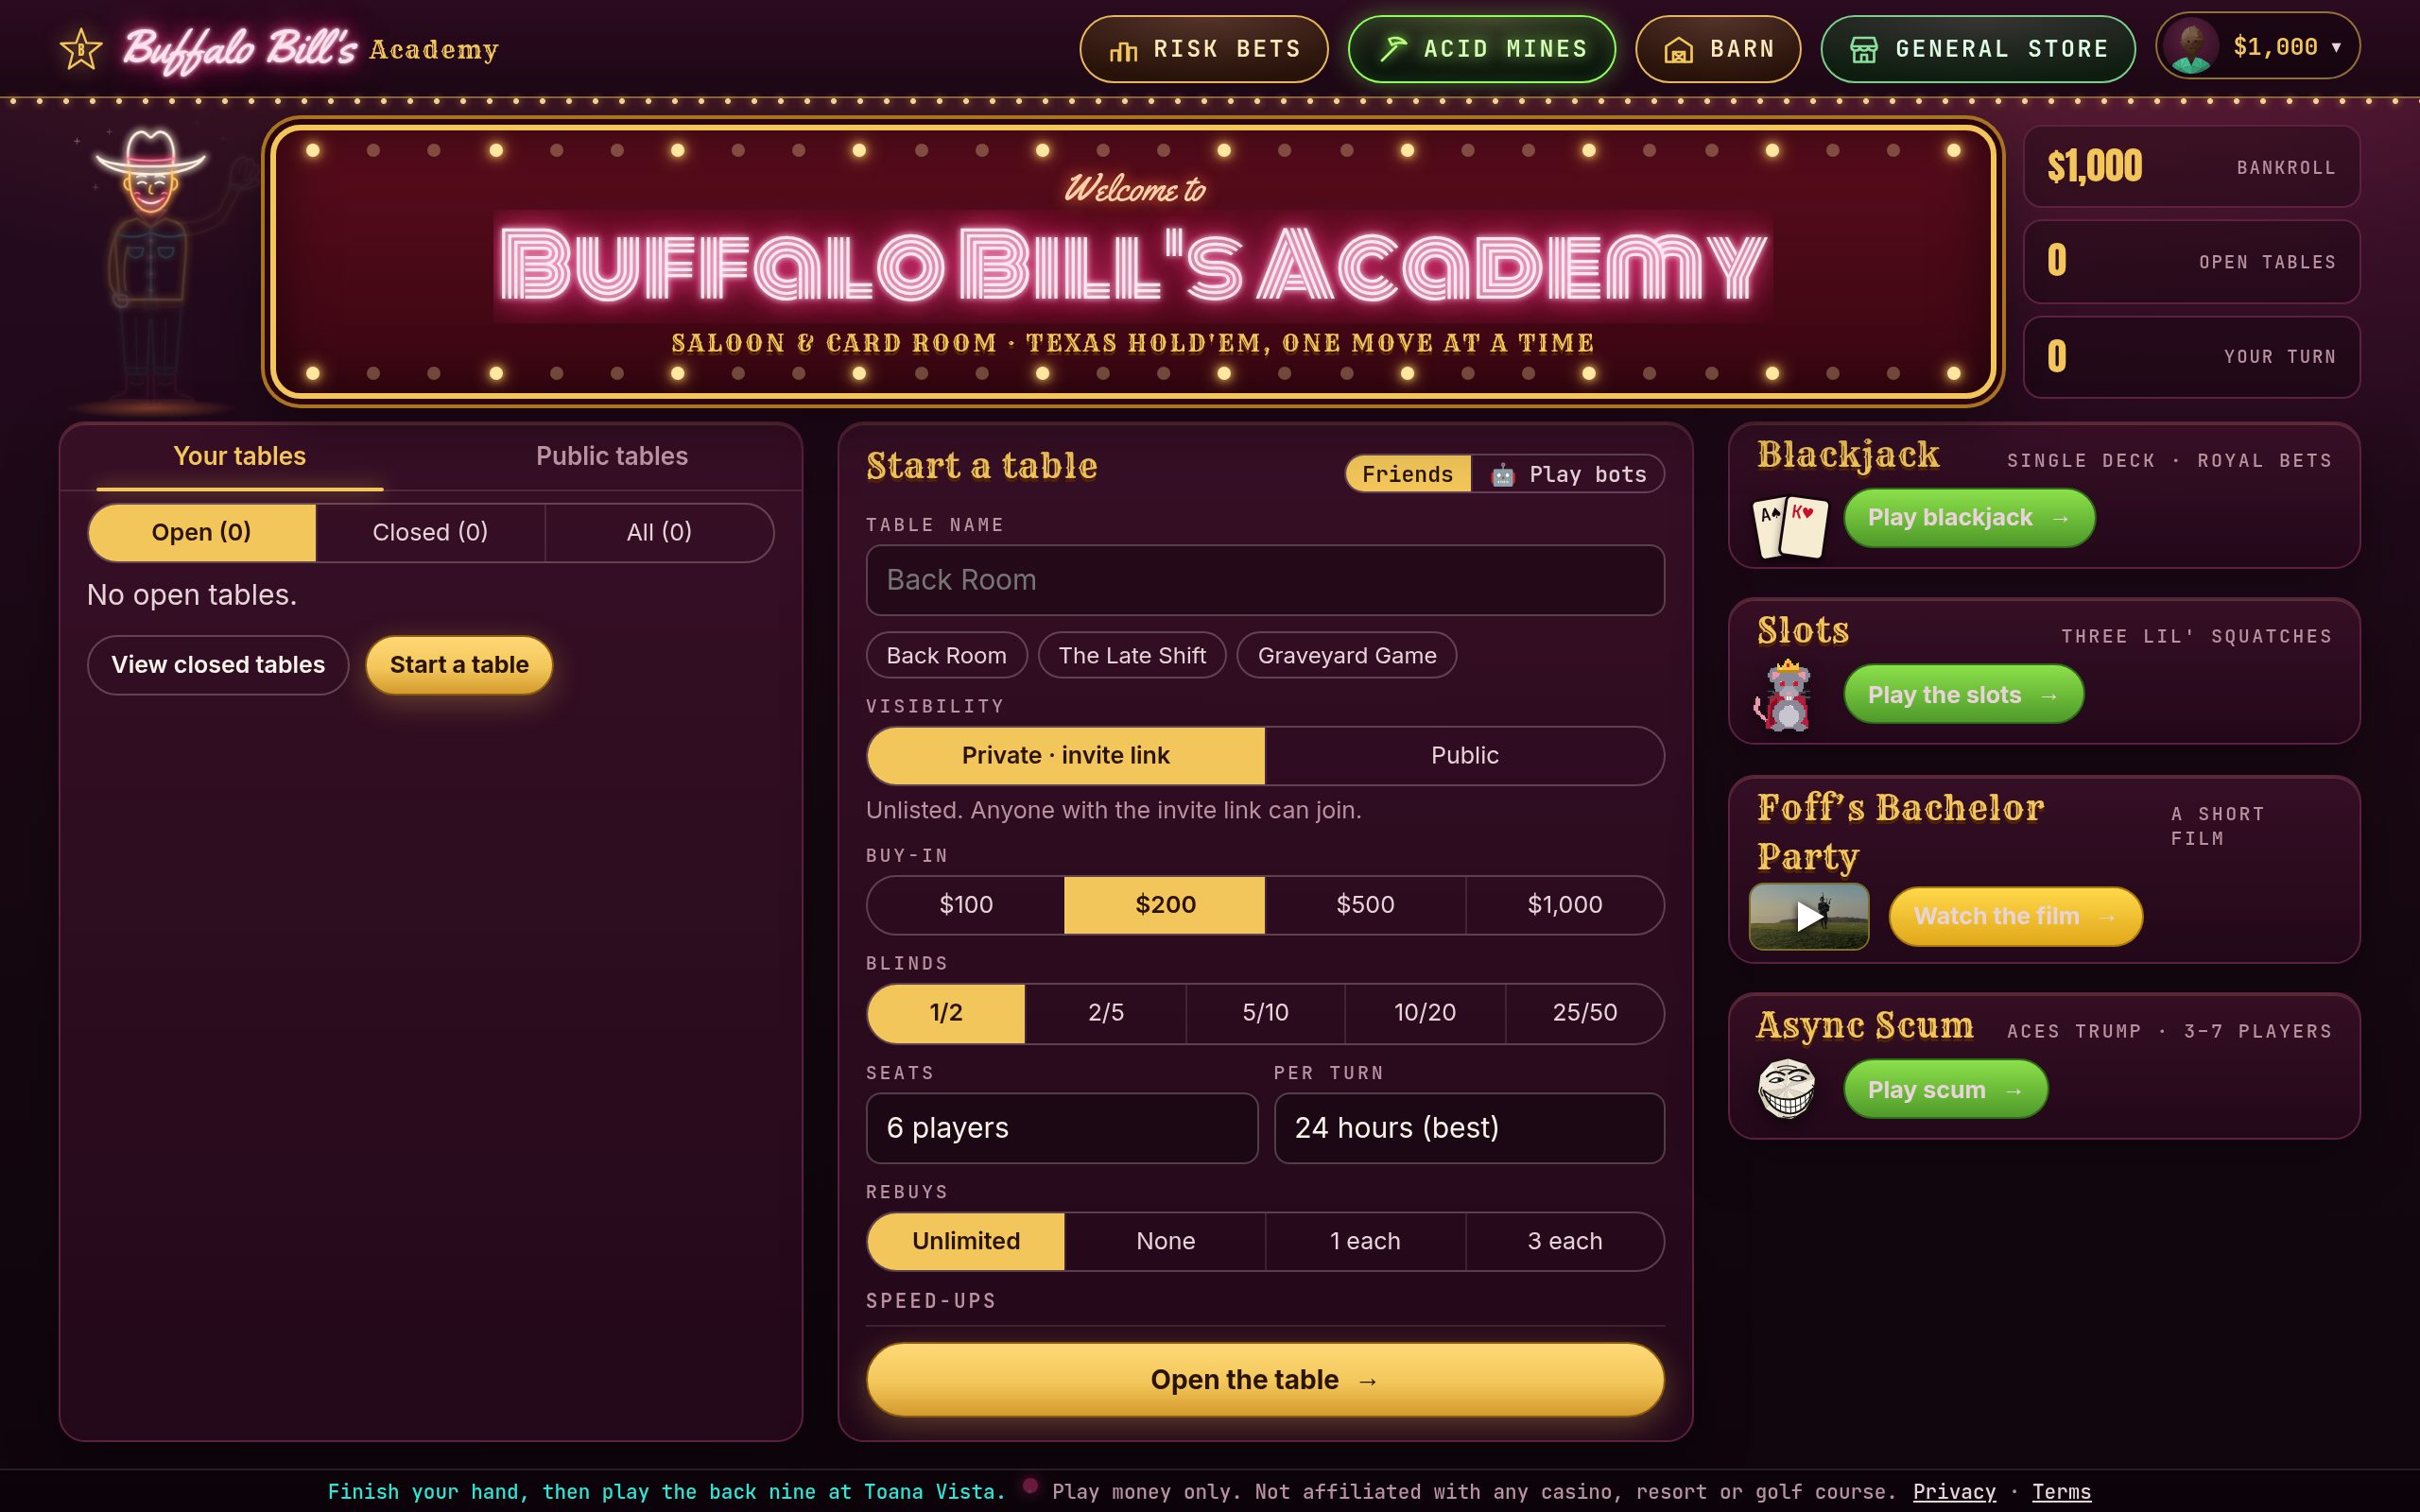 B Buffalo Bill's Academy
RISK BETS
ACID MINES
BARN
GENERAL STORE
$1,000 ▾
Welcome to
BUFFALO BILL'S ACADEMY
SALOON & CARD ROOM · TEXAS HOLD'EM, ONE MOVE AT A TIME
$1,000 BANKROLL
0 OPEN TABLES
0 YOUR TURN
Your tables Public tables
Open (0) Closed (0) All (0)
No open tables.
View closed tables Start a table
Start a table
Friends 🤖 Play bots
TABLE NAME
Back Room
Back Room The Late Shift Graveyard Game
VISIBILITY
Private · invite link Public
Unlisted. Anyone with the invite link can join.
BUY-IN
$100 $200 $500 $1,000
BLINDS
1/2 2/5 5/10 10/20 25/50
SEATS PER TURN
6 players 24 hours (best)
REBUYS
Unlimited None 1 each 3 each
SPEED-UPS
Open the table →
Blackjack SINGLE DECK · ROYAL BETS
A♠ K♥ Play blackjack →
Slots THREE LIL' SQUATCHES
Play the slots →
Foff’s Bachelor
Party
A SHORT
FILM
Watch the film →
Async Scum ACES TRUMP · 3–7 PLAYERS
Play scum →
Finish your hand, then play the back nine at Toana Vista. Play money only. Not affiliated with any casino, resort or golf course. Privacy · Terms